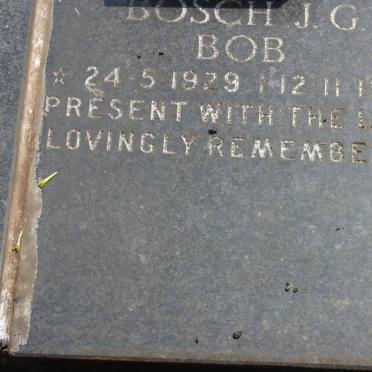 BOSCH J.G.
BOB
☆ 24-5-1929 † 12-11-1
PRESENT WITH THE L
LOVINGLY REMEMBE